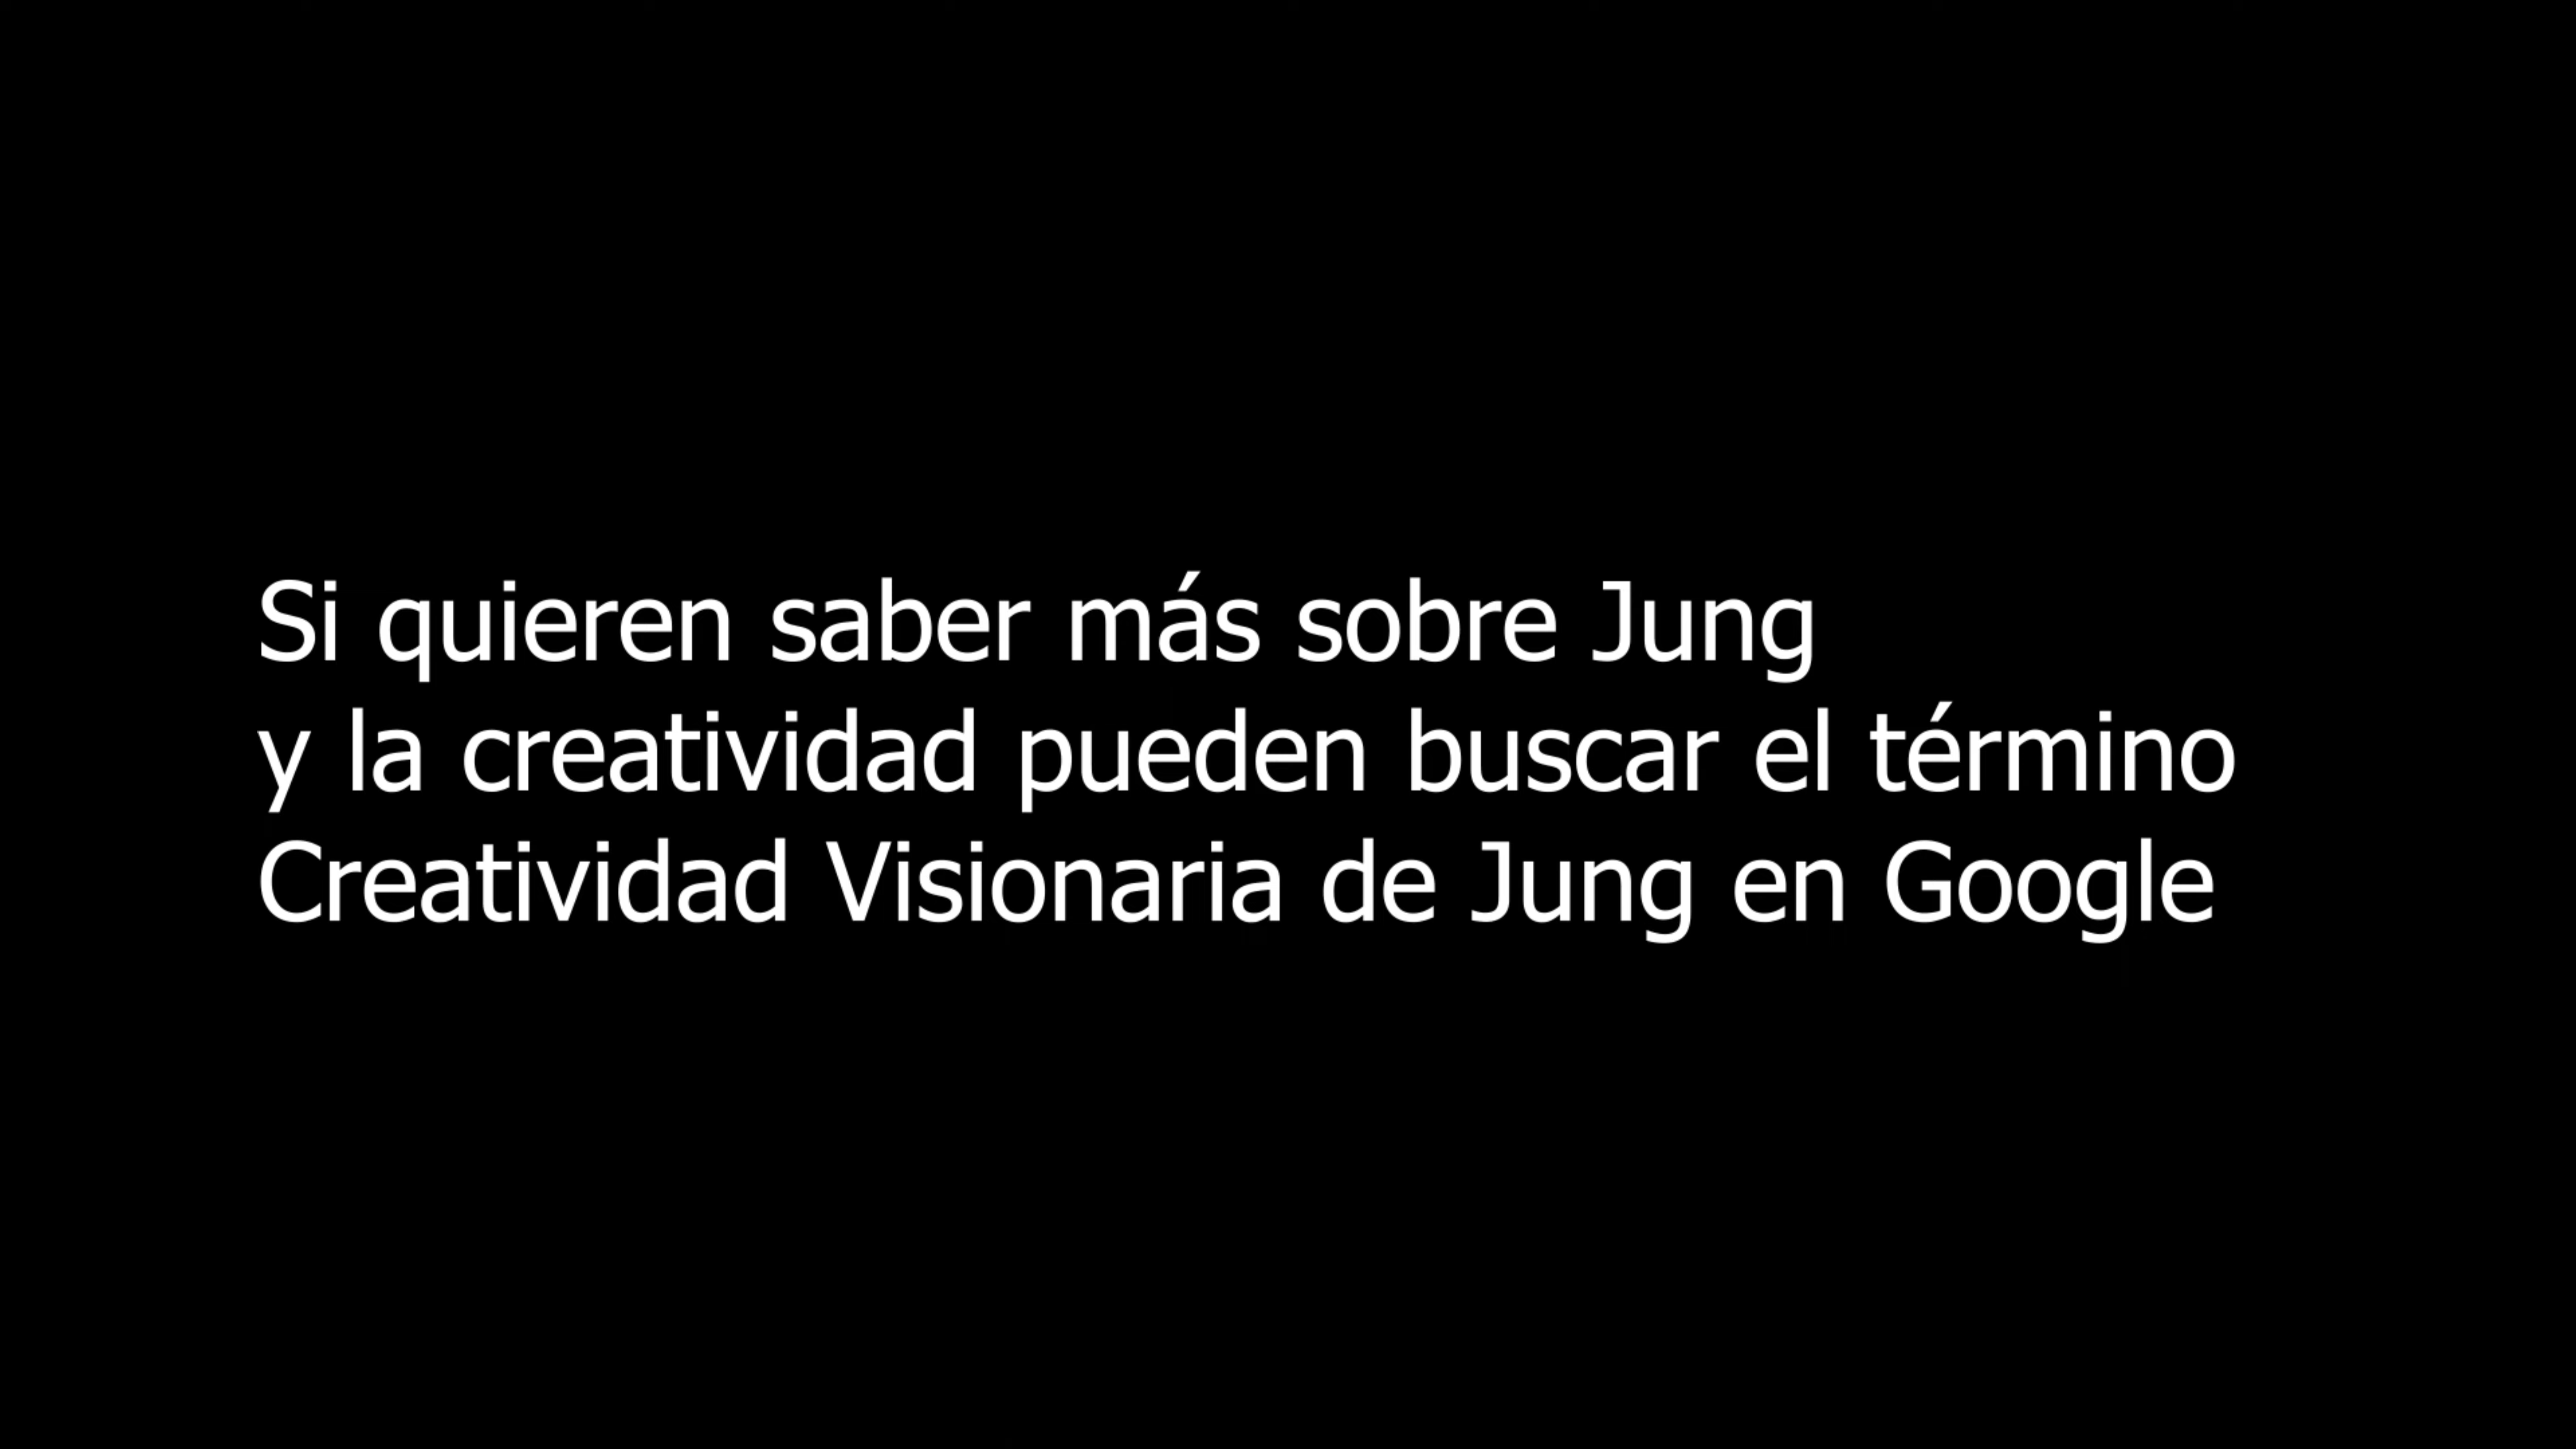 Si quieren saber más sobre Jung
y la creatividad pueden buscar el término
Creatividad Visionaria de Jung en Google